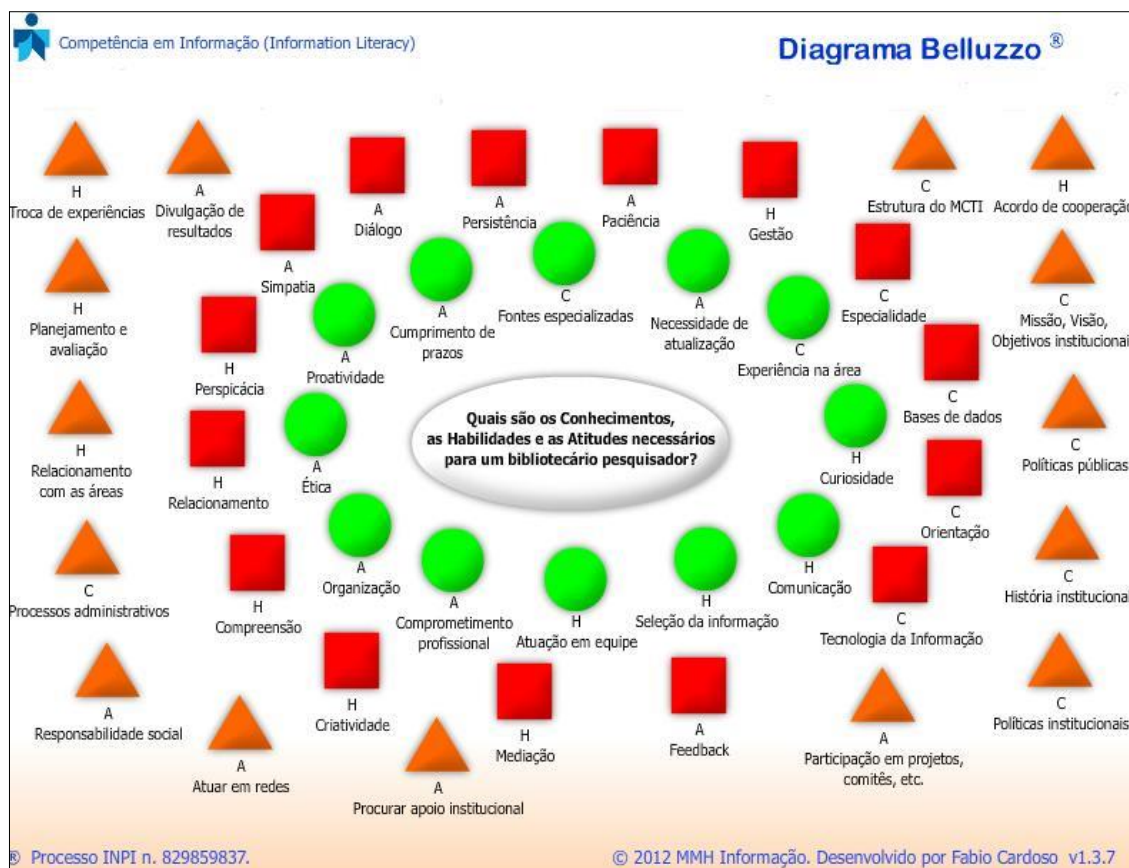 Competência em Informação (Information Literacy)
Diagrama Belluzzo ®
H
Troca de experiências
A
Divulgação de
resultados
A
Simpatia
A
Diálogo
A
Persistência
A
Paciência
H
Gestão
C
Estrutura do MCTI
H
Acordo de cooperação
H
Planejamento e
avaliação
H
Perspicácia
A
Proatividade
A
Cumprimento de
prazos
C
Fontes especializadas
A
Necessidade de
atualização
C
Experiência na área
C
Especialidade
C
Missão, Visão,
Objetivos institucionais
H
Relacionamento
com as áreas
H
Relacionamento
A
Ética
Quais são os Conhecimentos,
as Habilidades e as Atitudes necessários
para um bibliotecário pesquisador?
H
Curiosidade
C
Bases de dados
C
Políticas públicas
C
Processos administrativos
H
Compreensão
A
Organização
A
Comprometimento
profissional
H
Atuação em equipe
H
Seleção da informação
H
Comunicação
C
Orientação
C
Tecnologia da Informação
C
História institucional
A
Responsabilidade social
A
Atuar em redes
H
Criatividade
A
Procurar apoio institucional
H
Mediação
A
Feedback
A
Participação em projetos,
comitês, etc.
C
Políticas institucionais
® Processo INPI n. 829859837.
© 2012 MMH Informação. Desenvolvido por Fabio Cardoso v1.3.7